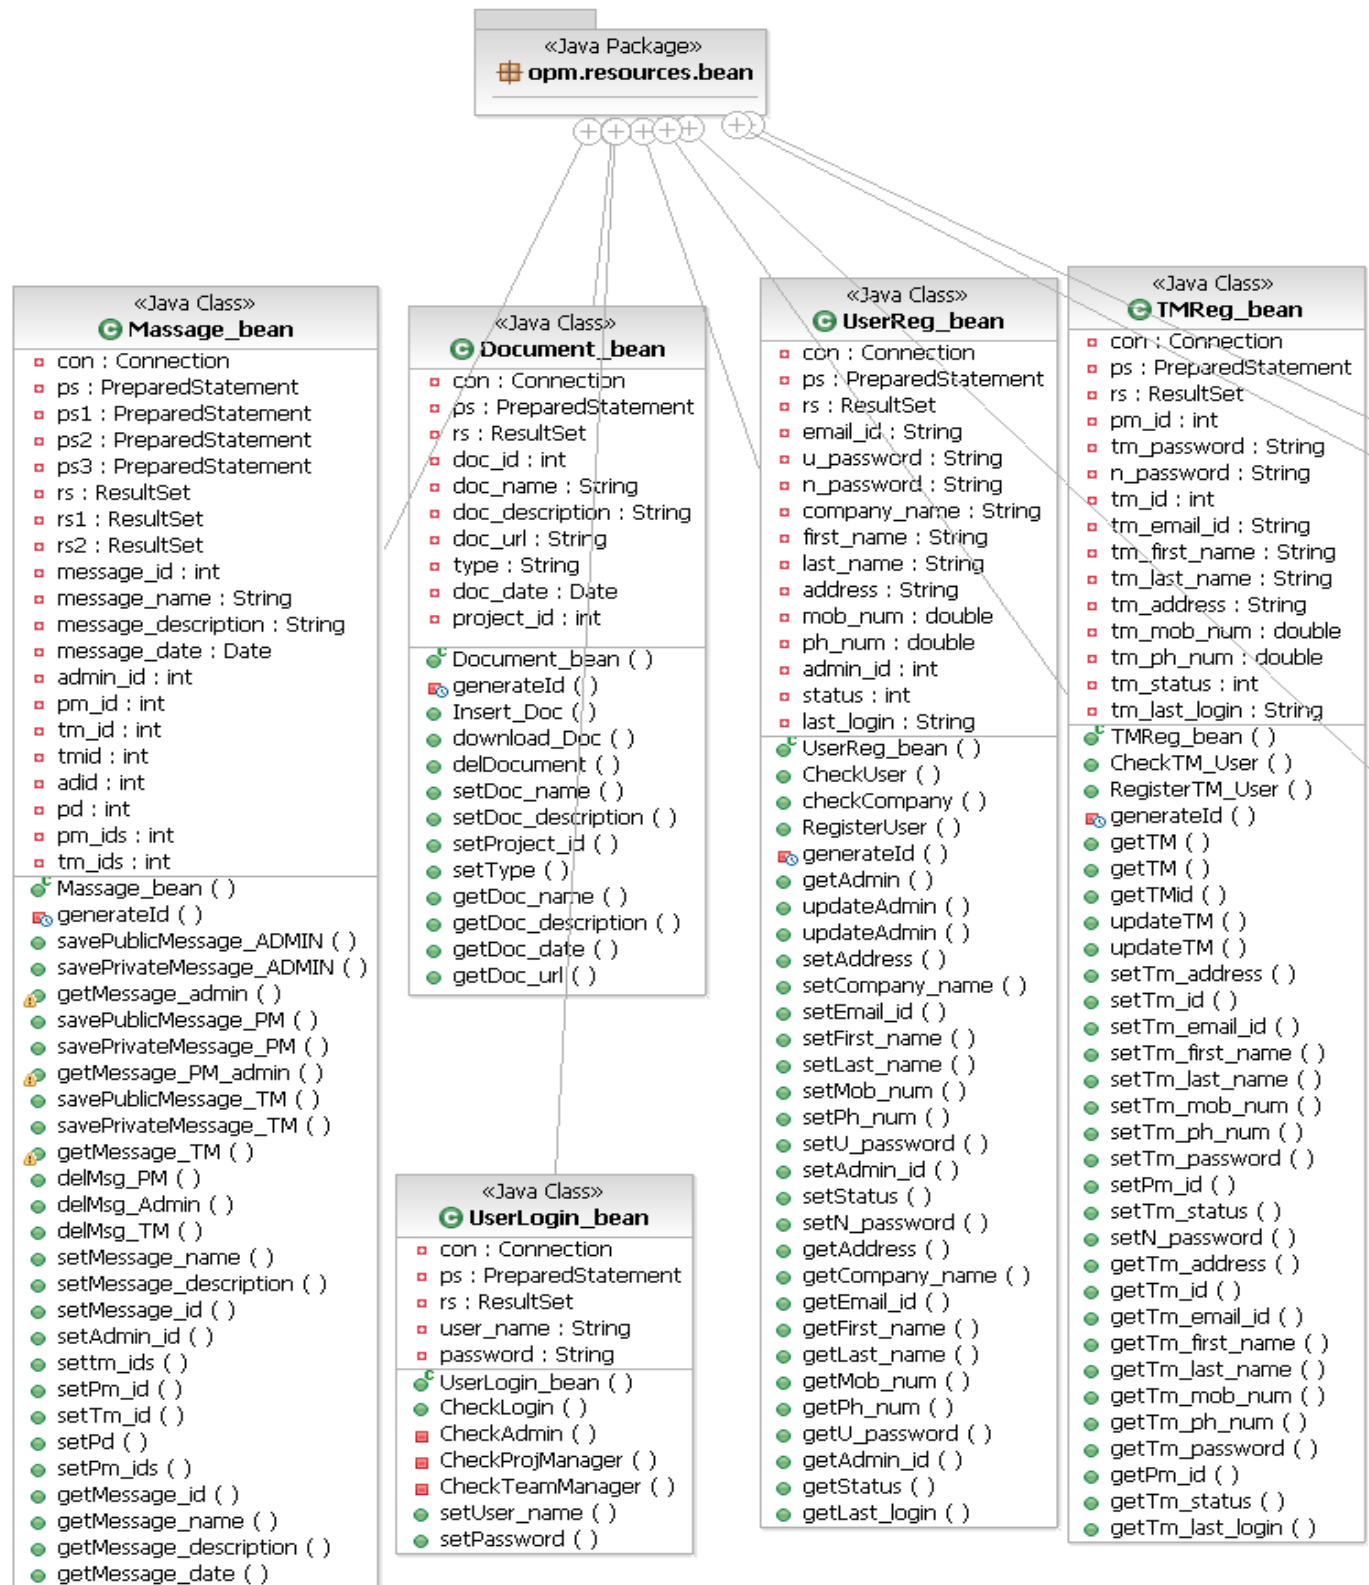 «Java Package»
opm.resources.bean
«Java Class»
Massage_bean
con : Connection
ps : PreparedStatement
ps1 : PreparedStatement
ps2 : PreparedStatement
ps3 : PreparedStatement
rs : ResultSet
rs1 : ResultSet
rs2 : ResultSet
message_id : int
message_name : String
message_description : String
message_date : Date
admin_id : int
pm_id : int
tm_id : int
tmid : int
adid : int
pd : int
pm_ids : int
tm_ids : int
Massage_bean ( )
generateId ( )
savePublicMessage_ADMIN ( )
savePrivateMessage_ADMIN ( )
getMessage_admin ( )
savePublicMessage_PM ( )
savePrivateMessage_PM ( )
getMessage_PM_admin ( )
savePublicMessage_TM ( )
savePrivateMessage_TM ( )
getMessage_TM ( )
delMsg_PM ( )
delMsg_Admin ( )
delMsg_TM ( )
setMessage_name ( )
setMessage_description ( )
setMessage_id ( )
setAdmin_id ( )
settm_ids ( )
setPm_id ( )
setTm_id ( )
setPd ( )
setPm_ids ( )
getMessage_id ( )
getMessage_name ( )
getMessage_description ( )
getMessage_date ( )
«Java Class»
Document_bean
con : Connection
ps : PreparedStatement
rs : ResultSet
doc_id : int
doc_name : String
doc_description : String
doc_url : String
type : String
doc_date : Date
project_id : int
Document_bean ( )
generateId ( )
Insert_Doc ( )
download_Doc ( )
delDocument ( )
setDoc_name ( )
setDoc_description ( )
setProject_id ( )
setType ( )
getDoc_name ( )
getDoc_description ( )
getDoc_date ( )
getDoc_url ( )
«Java Class»
UserLogin_bean
con : Connection
ps : PreparedStatement
rs : ResultSet
user_name : String
password : String
UserLogin_bean ( )
CheckLogin ( )
CheckAdmin ( )
CheckProjManager ( )
CheckTeamManager ( )
setUser_name ( )
setPassword ( )
«Java Class»
UserReg_bean
con : Connection
ps : PreparedStatement
rs : ResultSet
email_id : String
u_password : String
n_password : String
company_name : String
first_name : String
last_name : String
address : String
mob_num : double
ph_num : double
admin_id : int
status : int
last_login : String
UserReg_bean ( )
CheckUser ( )
checkCompany ( )
RegisterUser ( )
generateId ( )
getAdmin ( )
updateAdmin ( )
updateAdmin ( )
setAddress ( )
setCompany_name ( )
setEmail_id ( )
setFirst_name ( )
setLast_name ( )
setMob_num ( )
setPh_num ( )
setU_password ( )
setAdmin_id ( )
setStatus ( )
setN_password ( )
getAddress ( )
getCompany_name ( )
getEmail_id ( )
getFirst_name ( )
getLast_name ( )
getMob_num ( )
getPh_num ( )
getU_password ( )
getAdmin_id ( )
getStatus ( )
getLast_login ( )
«Java Class»
TMReg_bean
con : Connection
ps : PreparedStatement
rs : ResultSet
pm_id : int
tm_password : String
n_password : String
tm_id : int
tm_email_id : String
tm_first_name : String
tm_last_name : String
tm_address : String
tm_mob_num : double
tm_ph_num : double
tm_status : int
tm_last_login : String
TMReg_bean ( )
CheckTM_User ( )
RegisterTM_User ( )
generateId ( )
getTM ( )
getTM ( )
getTMid ( )
updateTM ( )
updateTM ( )
setTm_address ( )
setTm_id ( )
setTm_email_id ( )
setTm_first_name ( )
setTm_last_name ( )
setTm_mob_num ( )
setTm_ph_num ( )
setTm_password ( )
setPm_id ( )
setTm_status ( )
setN_password ( )
getTm_address ( )
getTm_id ( )
getTm_email_id ( )
getTm_first_name ( )
getTm_last_name ( )
getTm_mob_num ( )
getTm_ph_num ( )
getTm_password ( )
getPm_id ( )
getTm_status ( )
getTm_last_login ( )